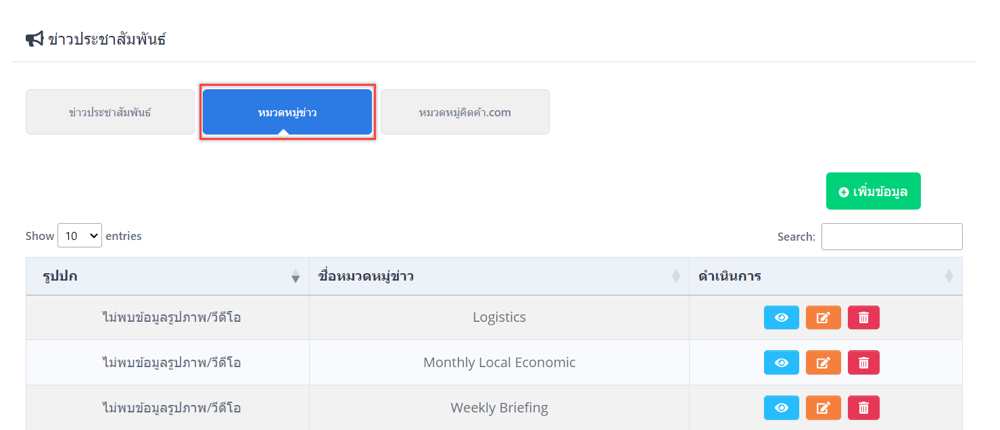 ข่าวประชาสัมพันธ์
ข่าวประชาสัมพันธ์ หมวดหมู่ข่าว หมวดหมู่คิดค้า.com
เพิ่มข้อมูล
Show 10 entries Search:
รูปปก ชื่อหมวดหมู่ข่าว ดำเนินการ
ไม่พบข้อมูลรูปภาพ/วีดีโอ Logistics
ไม่พบข้อมูลรูปภาพ/วีดีโอ Monthly Local Economic
ไม่พบข้อมูลรูปภาพ/วีดีโอ Weekly Briefing